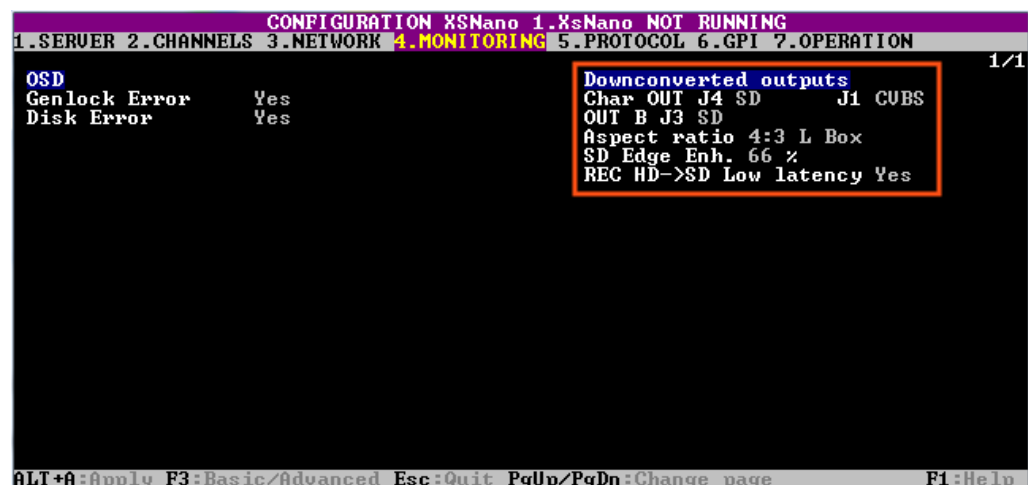 CONFIGURATION XSNano 1.XsNano NOT RUNNING
1.SERVER 2.CHANNELS 3.NETWORK 4.MONITORING 5.PROTOCOL 6.GPI 7.OPERATION
1/1
OSD
Genlock Error Yes
Disk Error Yes
Downconverted outputs
Char OUT J4 SD J1 CVBS
OUT B J3 SD
Aspect ratio 4:3 L Box
SD Edge Enh. 66 %
REC HD->SD Low latency Yes
ALT+A:Apply F3:Basic/Advanced Esc:Quit PgUp/PgDn:Change page F1:Help